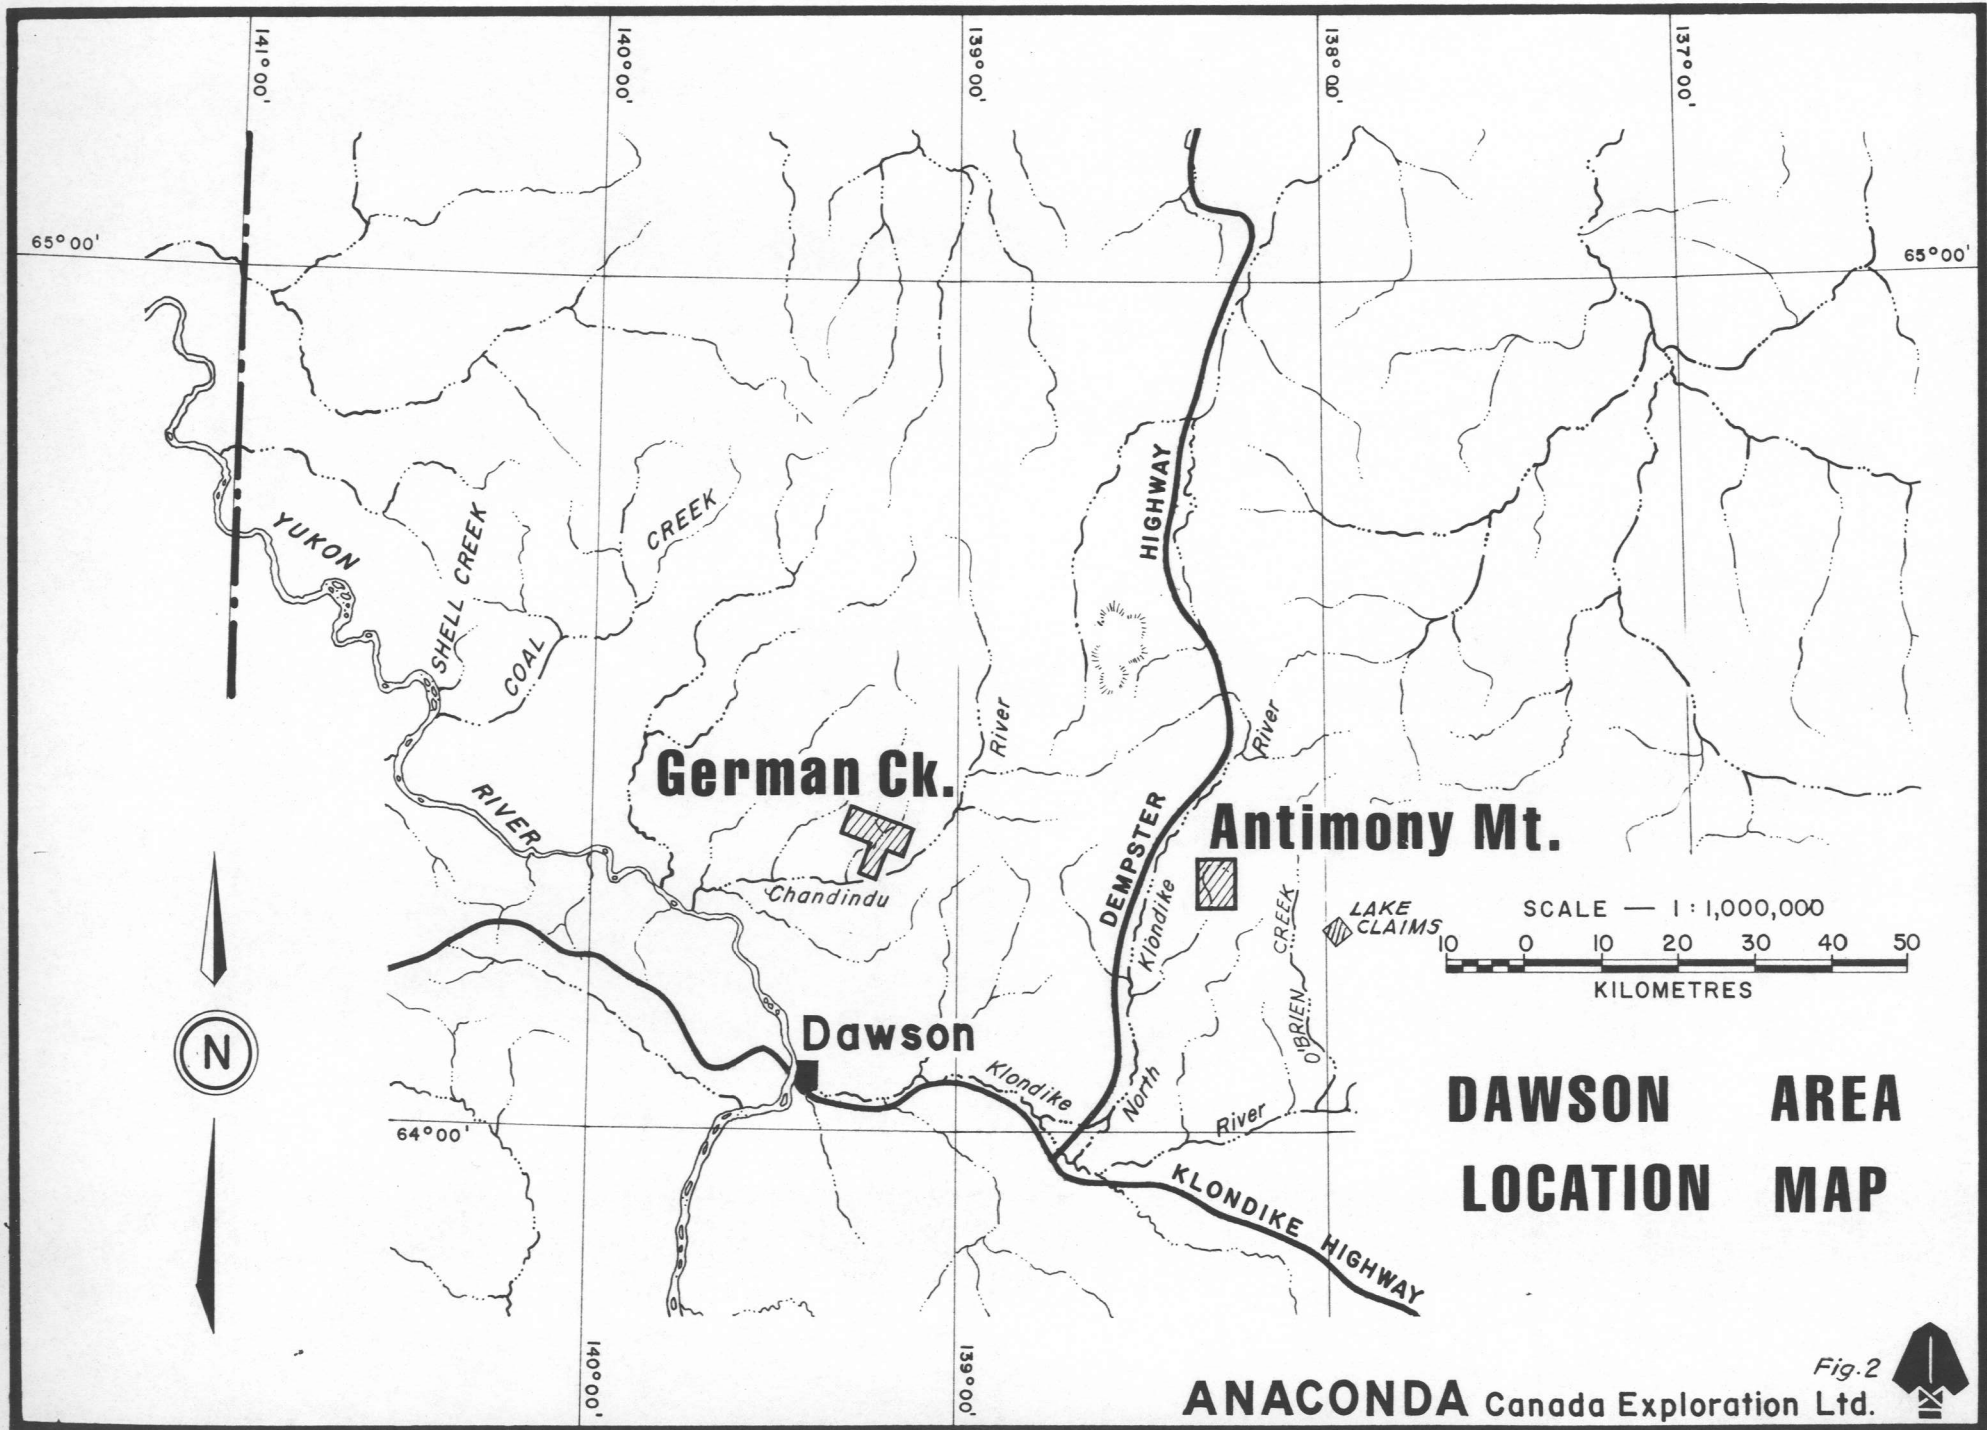 141°00'
140°00'
139°00'
138°00'
137°00'
65°00'
65°00'
HIGHWAY
YUKON
SHELL CREEK
COAL
CREEK
River
River
German Ck.
RIVER
Antimony Mt.
DEMPSTER
Chandindu
Klondike
O'BRIEN CREEK
LAKE
CLAIMS
SCALE — 1:1,000,000
10 0 10 20 30 40 50
KILOMETRES
N
Dawson
Klondike
North
River
64°00'
DAWSON AREA
LOCATION MAP
KLONDIKE HIGHWAY
140°00'
139°00'
Fig.2
ANACONDA Canada Exploration Ltd.